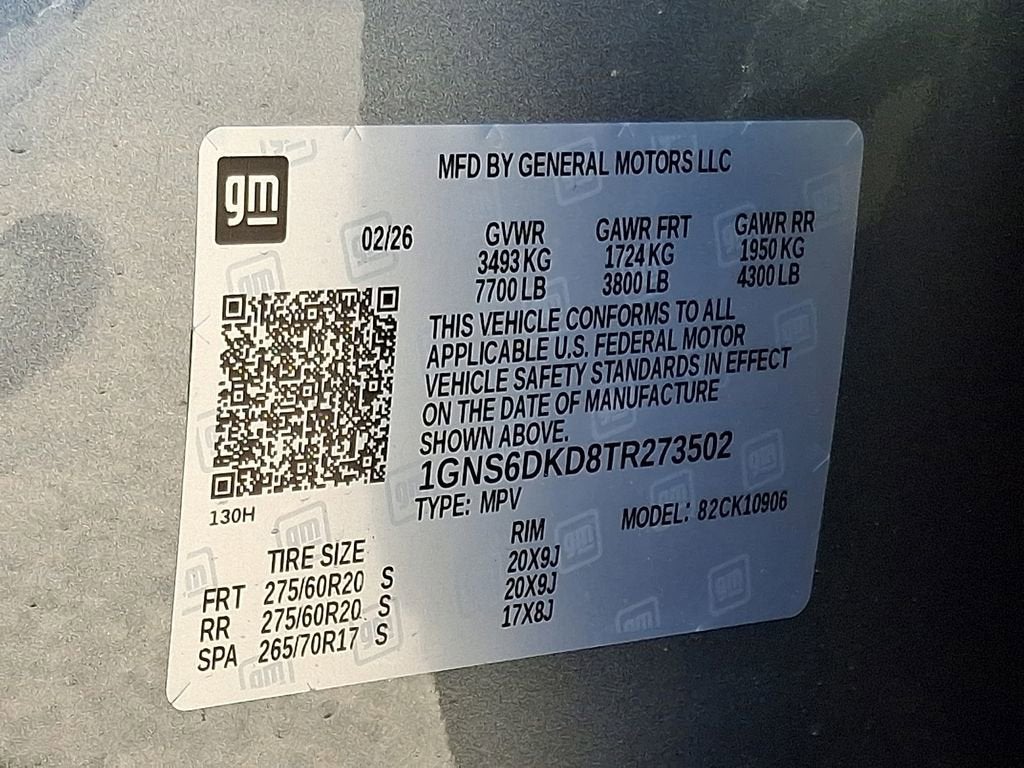 gm
MFD BY GENERAL MOTORS LLC
02/26 GVWR GAWR FRT GAWR RR
3493 KG 1724 KG 1950 KG
7700 LB 3800 LB 4300 LB
THIS VEHICLE CONFORMS TO ALL
APPLICABLE U.S. FEDERAL MOTOR
VEHICLE SAFETY STANDARDS IN EFFECT
ON THE DATE OF MANUFACTURE
SHOWN ABOVE.
1GNS6DKD8TR273502
130H
TYPE: MPV MODEL: 82CK10906
TIRE SIZE RIM
FRT 275/60R20 S 20X9J
RR 275/60R20 S 20X9J
SPA 265/70R17 S 17X8J